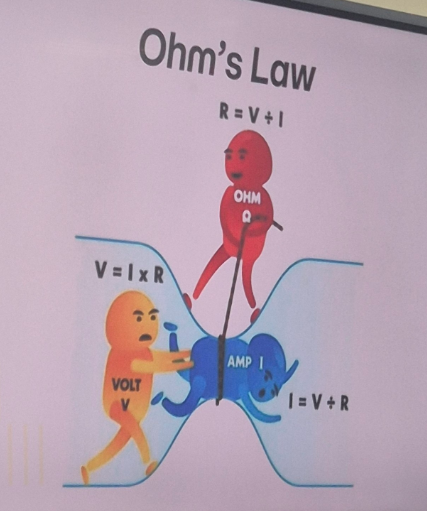 Ohm's Law
R = V ÷ I
OHM
Ω
V = I x R
VOLT
V
AMP I
I = V ÷ R